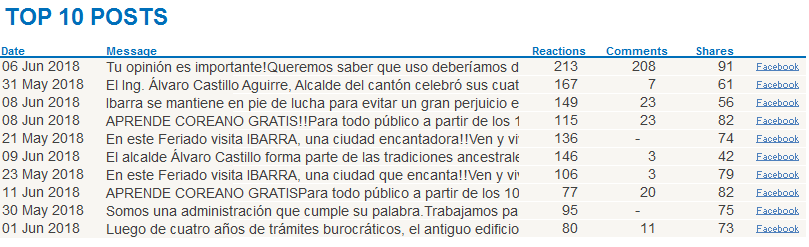 TOP 10 POSTS
Date Message Reactions Comments Shares
06 Jun 2018 Tu opinión es importante!Queremos saber que uso deberíamos d 213 208 91 Facebook
31 May 2018 El Ing. Álvaro Castillo Aguirre, Alcalde del cantón celebró sus cuat 167 7 61 Facebook
08 Jun 2018 Ibarra se mantiene en pie de lucha para evitar un gran perjuicio e 149 23 56 Facebook
08 Jun 2018 APRENDE COREANO GRATIS!!Para todo público a partir de los 1 115 23 82 Facebook
21 May 2018 En este Feriado visita IBARRA, una ciudad encantadora!!Ven y vi 136 - 74 Facebook
09 Jun 2018 El alcalde Álvaro Castillo forma parte de las tradiciones ancestrale 146 3 42 Facebook
23 May 2018 En este Feriado visita IBARRA, una ciudad que encanta!!Ven y vi 106 3 79 Facebook
11 Jun 2018 APRENDE COREANO GRATISPara todo público a partir de los 10 77 20 82 Facebook
30 May 2018 Somos una administración que cumple su palabra.Trabajamos pa 95 - 75 Facebook
01 Jun 2018 Luego de cuatro años de trámites burocráticos, el antiguo edificio 80 11 73 Facebook